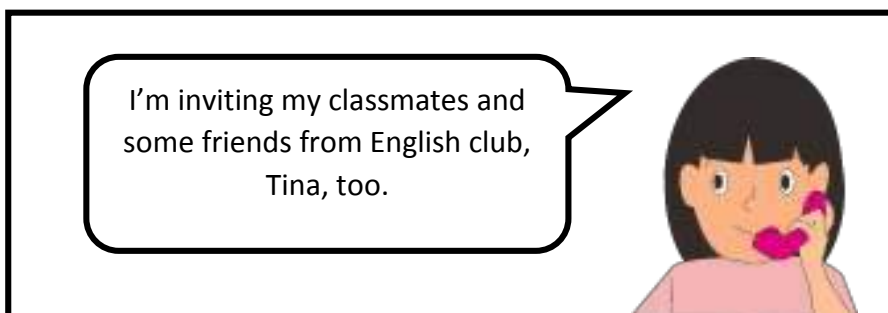 I’m inviting my classmates and
some friends from English club,
Tina, too.